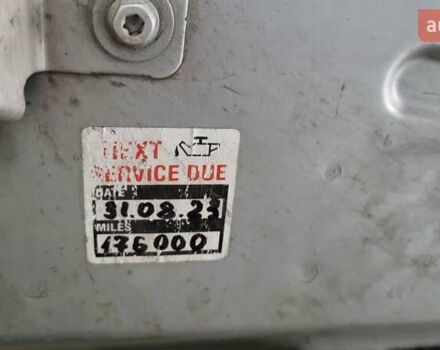 NEXT
SERVICE DUE
DATE
31.08.23
MILES
176000